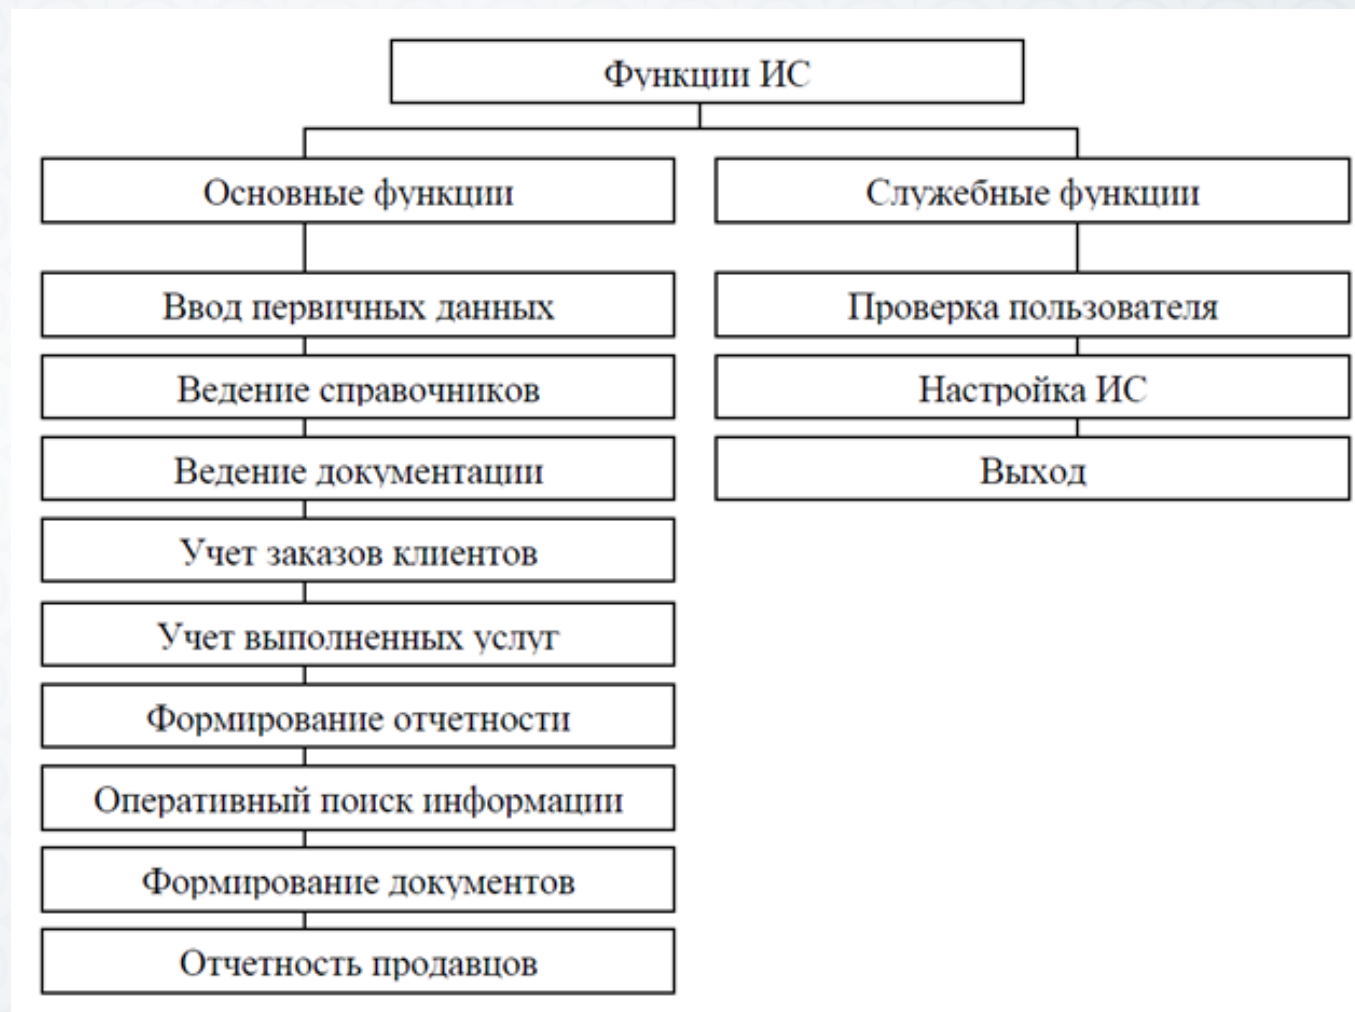 Функции ИС
Основные функции
Служебные функции
Ввод первичных данных
Проверка пользователя
Ведение справочников
Настройка ИС
Ведение документации
Выход
Учет заказов клиентов
Учет выполненных услуг
Формирование отчетности
Оперативный поиск информации
Формирование документов
Отчетность продавцов